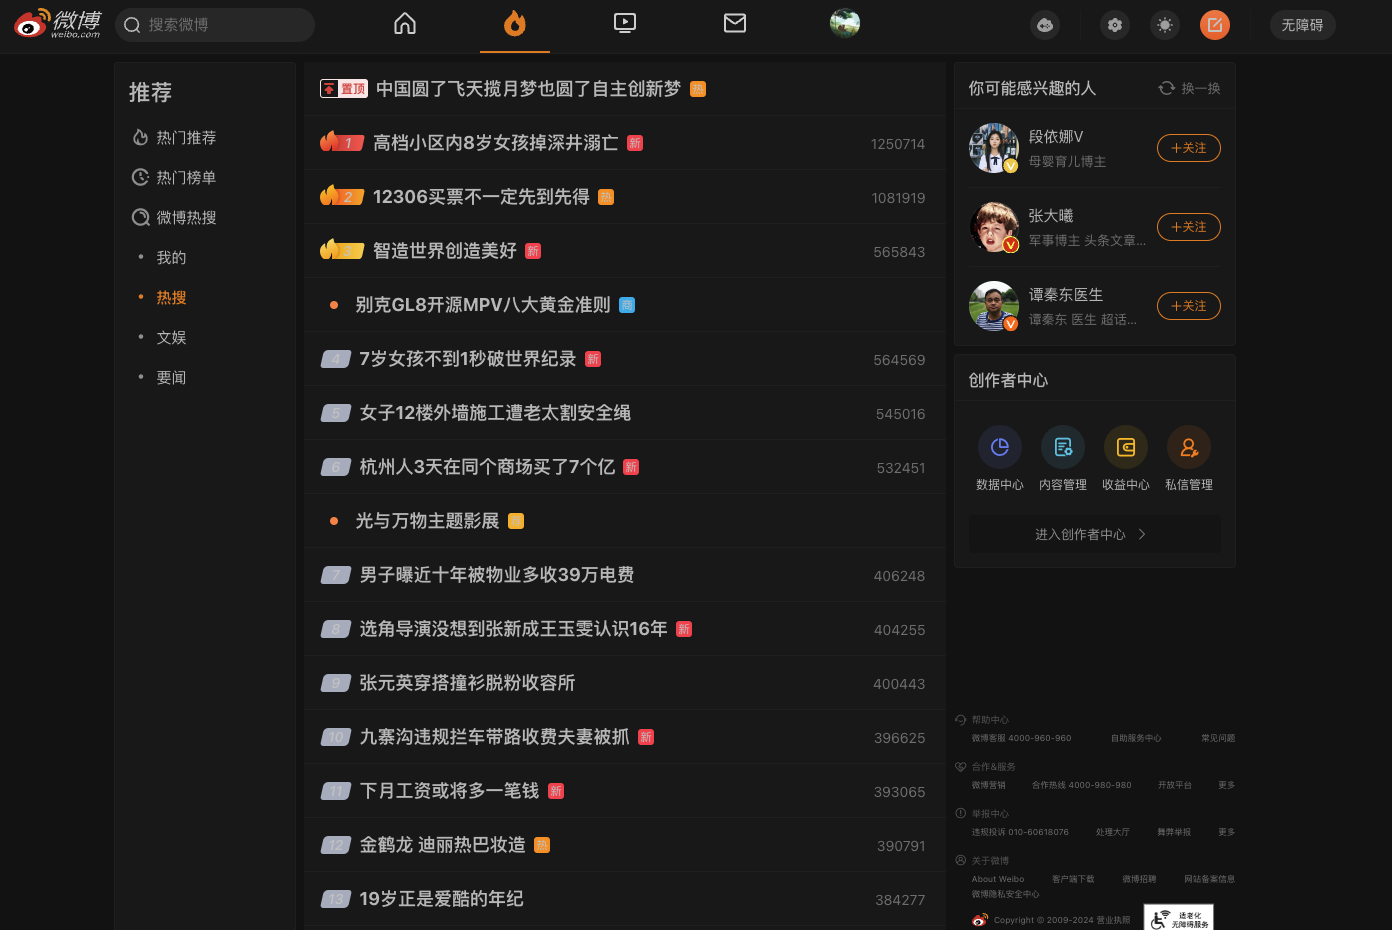 微博
weibo.com
搜索微博
无障碍
推荐
热门推荐
热门榜单
微博热搜
我的
热搜
文娱
要闻
置顶 中国圆了飞天揽月梦也圆了自主创新梦 热
1 高档小区内8岁女孩掉深井溺亡 新 1250714
2 12306买票不一定先到先得 热 1081919
3 智造世界创造美好 新 565843
别克GL8开源MPV八大黄金准则 商
4 7岁女孩不到1秒破世界纪录 新 564569
5 女子12楼外墙施工遭老太割安全绳 545016
6 杭州人3天在同个商场买了7个亿 新 532451
光与万物主题影展
7 男子曝近十年被物业多收39万电费 406248
8 选角导演没想到张新成王玉雯认识16年 新 404255
9 张元英穿搭撞衫脱粉收容所 400443
10 九寨沟违规拦车带路收费夫妻被抓 新 396625
11 下月工资或将多一笔钱 新 393065
12 金鹤龙 迪丽热巴妆造 热 390791
13 19岁正是爱酷的年纪 384277
你可能感兴趣的人 换一换
段依娜V
母婴育儿博主
+关注
张大曦
军事博主 头条文章...
+关注
谭秦东医生
谭秦东 医生 超话...
+关注
创作者中心
数据中心 内容管理 收益中心 私信管理
进入创作者中心
帮助中心
微博客服 4000-960-960 自助服务中心 常见问题
合作&服务
微博营销 合作热线 4000-980-980 开放平台 更多
举报中心
违规投诉 010-60618076 处理大厅 舞弊举报 更多
关于微博
About Weibo 客户端下载 微博招聘 网站备案信息
微博隐私安全中心
Copyright © 2009-2024 营业执照
适老化
无障碍服务